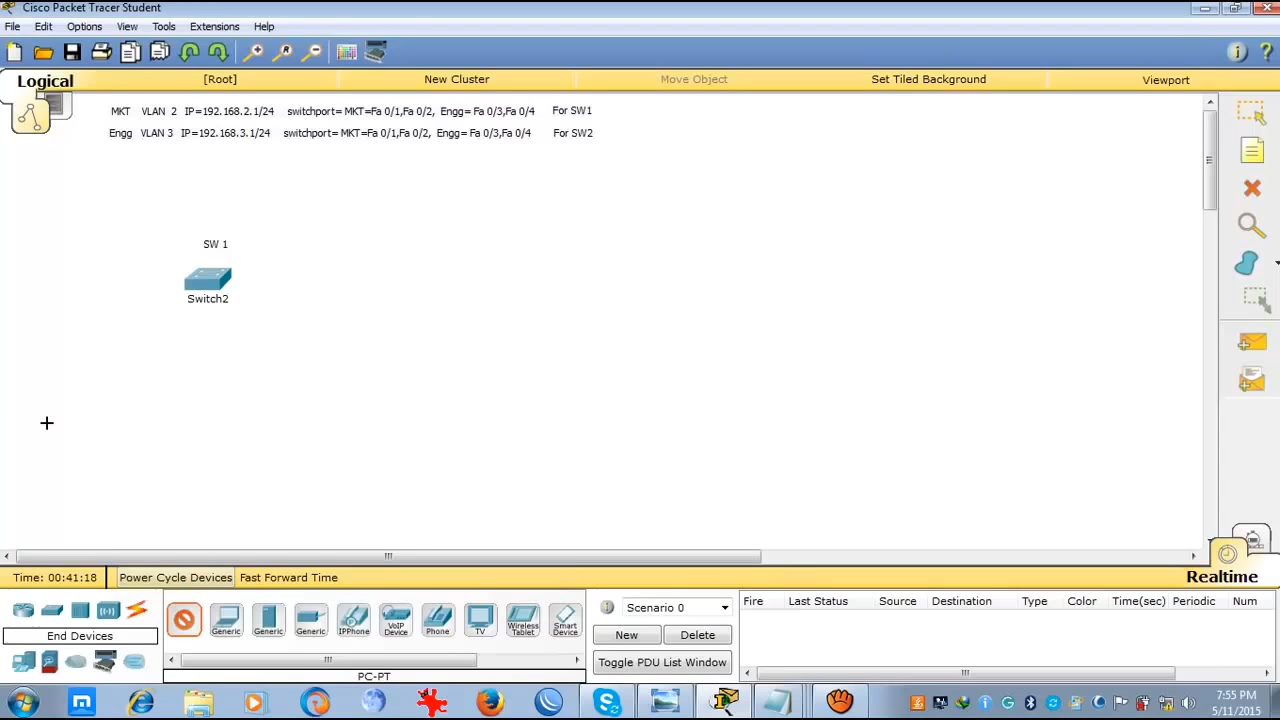 Cisco Packet Tracer Student
File Edit Options View Tools Extensions Help
Logical [Root] New Cluster Move Object Set Tiled Background Viewport
MKT VLAN 2 IP=192.168.2.1/24 switchport= MKT=Fa 0/1,Fa 0/2, Engg= Fa 0/3,Fa 0/4 For SW1
Engg VLAN 3 IP=192.168.3.1/24 switchport= MKT=Fa 0/1,Fa 0/2, Engg= Fa 0/3,Fa 0/4 For SW2
SW 1
Switch2
Time: 00:41:18 Power Cycle Devices Fast Forward Time Realtime
End Devices
Generic Generic Generic IPPhone VoIP Device Phone TV Wireless Tablet Smart Device
PC-PT
Scenario 0
New Delete
Toggle PDU List Window
Fire Last Status Source Destination Type Color Time(sec) Periodic Num
7:55 PM
5/11/2015